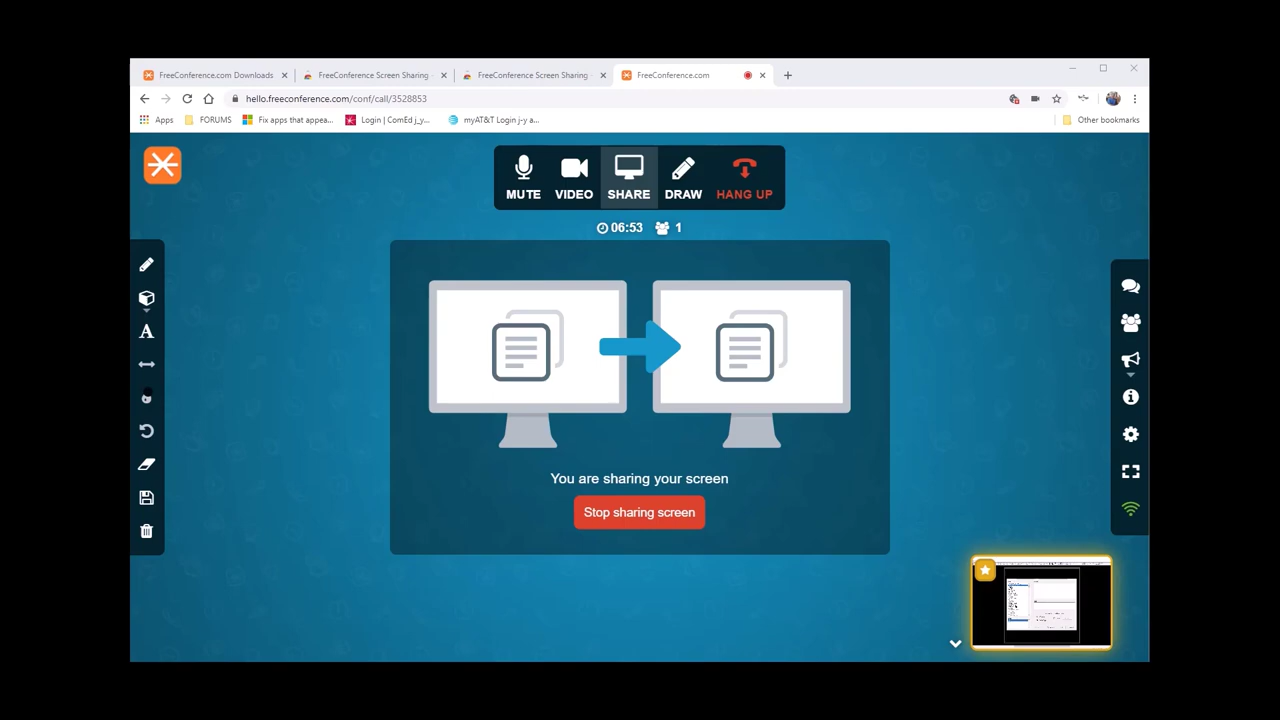 FreeConference.com Downloads
FreeConference Screen Sharing -
FreeConference Screen Sharing -
FreeConference.com
hello.freeconference.com/conf/call/3528853
Apps
FORUMS
Fix apps that appea...
Login | ComEd j_y...
myAT&T Login j-y a...
Other bookmarks
MUTE
VIDEO
SHARE
DRAW
HANG UP
06:53
1
A
You are sharing your screen
Stop sharing screen